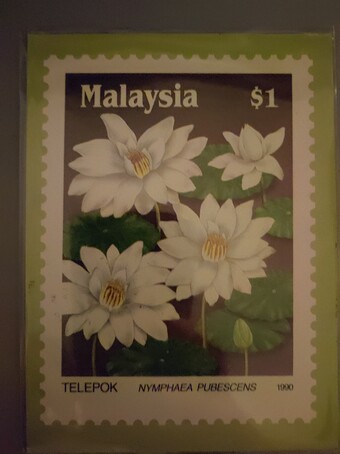 Malaysia $1
TELEPOK NYMPHAEA PUBESCENS 1990